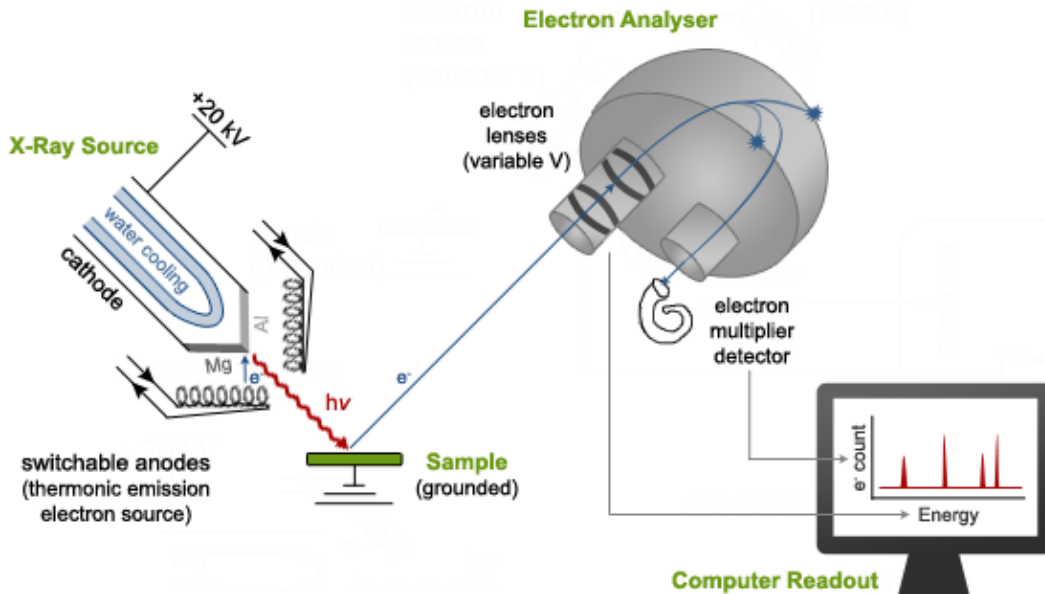 Electron Analyser
+20 kV
X-Ray Source
electron
lenses
(variable V)
water cooling
cathode
Al
Mg
e-
hν
e-
electron
multiplier
detector
switchable anodes
(thermonic emission
electron source)
Sample
(grounded)
e- count
Energy
Computer Readout